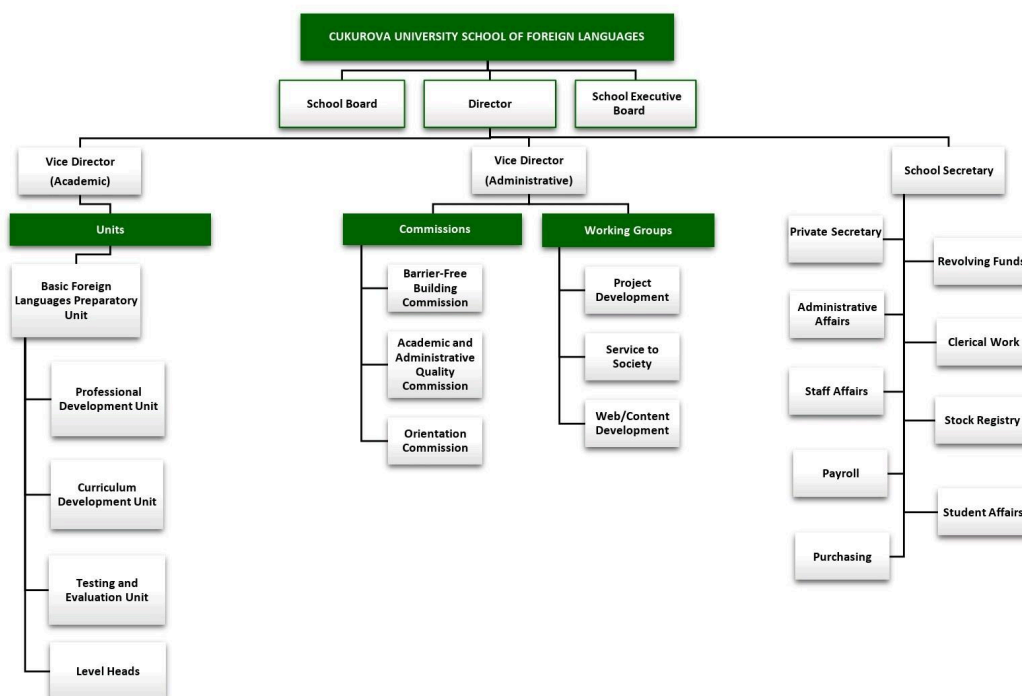 CUKUROVA UNIVERSITY SCHOOL OF FOREIGN LANGUAGES
School Board
Director
School Executive
Board
Vice Director
(Academic)
Vice Director
(Administrative)
School Secretary
Units
Commissions
Working Groups
Basic Foreign
Languages Preparatory
Unit
Professional
Development Unit
Curriculum
Development Unit
Testing and
Evaluation Unit
Level Heads
Barrier-Free
Building
Commission
Academic and
Administrative
Quality
Commission
Orientation
Commission
Project
Development
Service to
Society
Web/Content
Development
Private Secretary
Revolving Funds
Administrative
Affairs
Clerical Work
Staff Affairs
Stock Registry
Payroll
Student Affairs
Purchasing